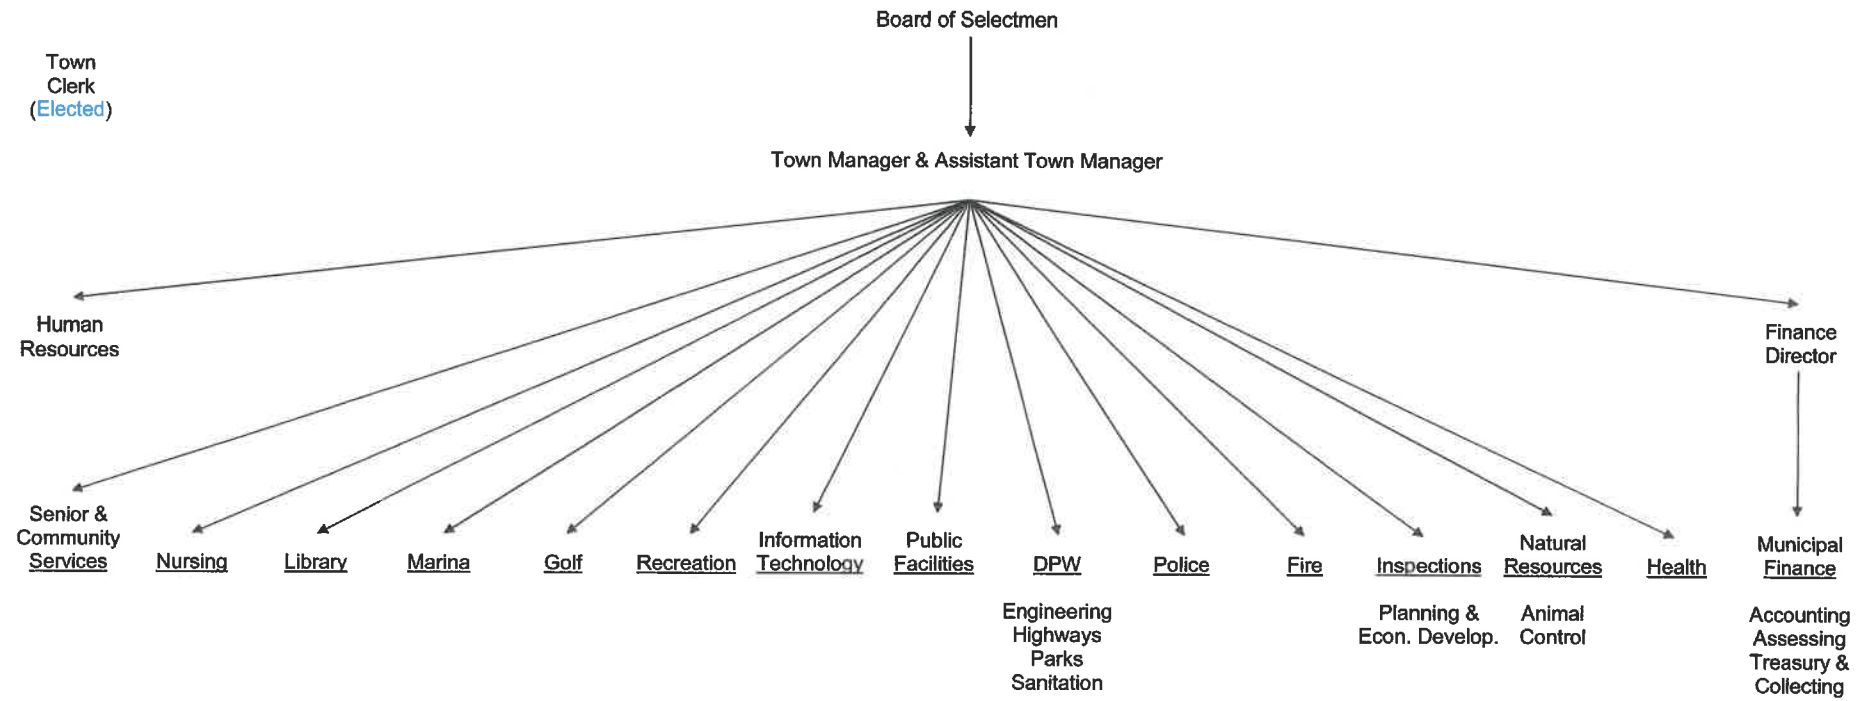 Board of Selectmen
Town
Clerk
(Elected)
Town Manager & Assistant Town Manager
Human
Resources
Finance
Director
Senior &
Community
Services
Nursing
Library
Marina
Golf
Recreation
Information
Technology
Public
Facilities
DPW
Engineering
Highways
Parks
Sanitation
Police
Fire
Inspections
Planning &
Econ. Develop.
Natural
Resources
Animal
Control
Health
Municipal
Finance
Accounting
Assessing
Treasury &
Collecting